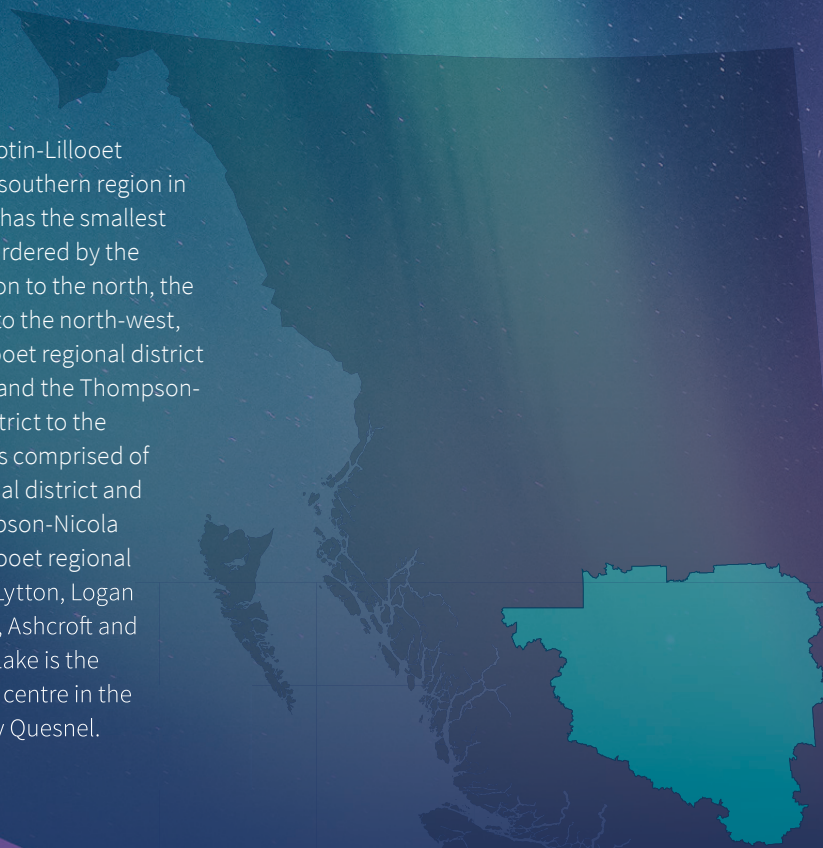 otin-Lillooet
southern region in
has the smallest
rdered by the
on to the north, the
to the north-west,
ooet regional district
and the Thompson-
trict to the
s comprised of
al district and
pson-Nicola
ooet regional
Lytton, Logan
, Ashcroft and
Lake is the
centre in the
y Quesnel.